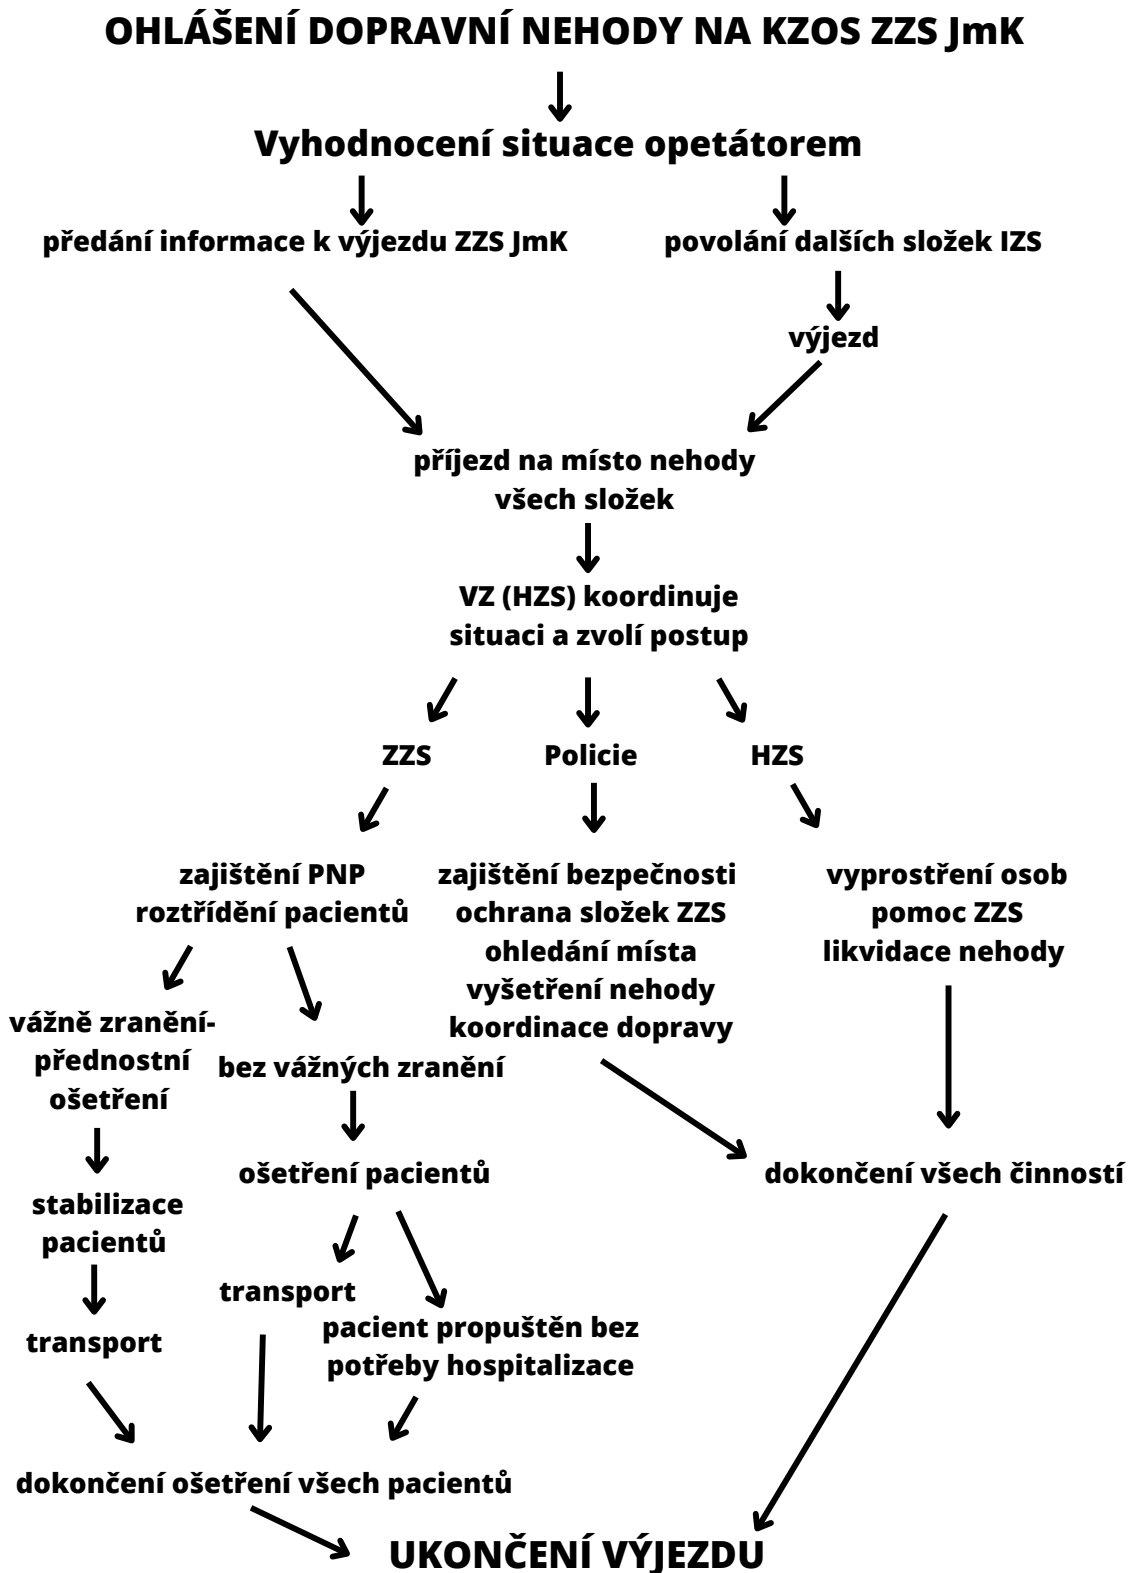 OHLÁŠENÍ DOPRAVNÍ NEHODY NA KZOS ZZS JmK
Vyhodnocení situace opetátorem
předání informace k výjezdu ZZS JmK
povolání dalších složek IZS
výjezd
příjezd na místo nehody
všech složek
VZ (HZS) koordinuje
situaci a zvolí postup
ZZS
Policie
HZS
zajištění PNP
roztřídění pacientů
zajištění bezpečnosti
ochrana složek ZZS
ohledání místa
vyšetření nehody
koordinace dopravy
vyprostření osob
pomoc ZZS
likvidace nehody
vážně zranění-
přednostní
ošetření
bez vážných zranění
stabilizace
pacientů
ošetření pacientů
dokončení všech činností
transport
transport
pacient propuštěn bez
potřeby hospitalizace
dokončení ošetření všech pacientů
UKONČENÍ VÝJEZDU